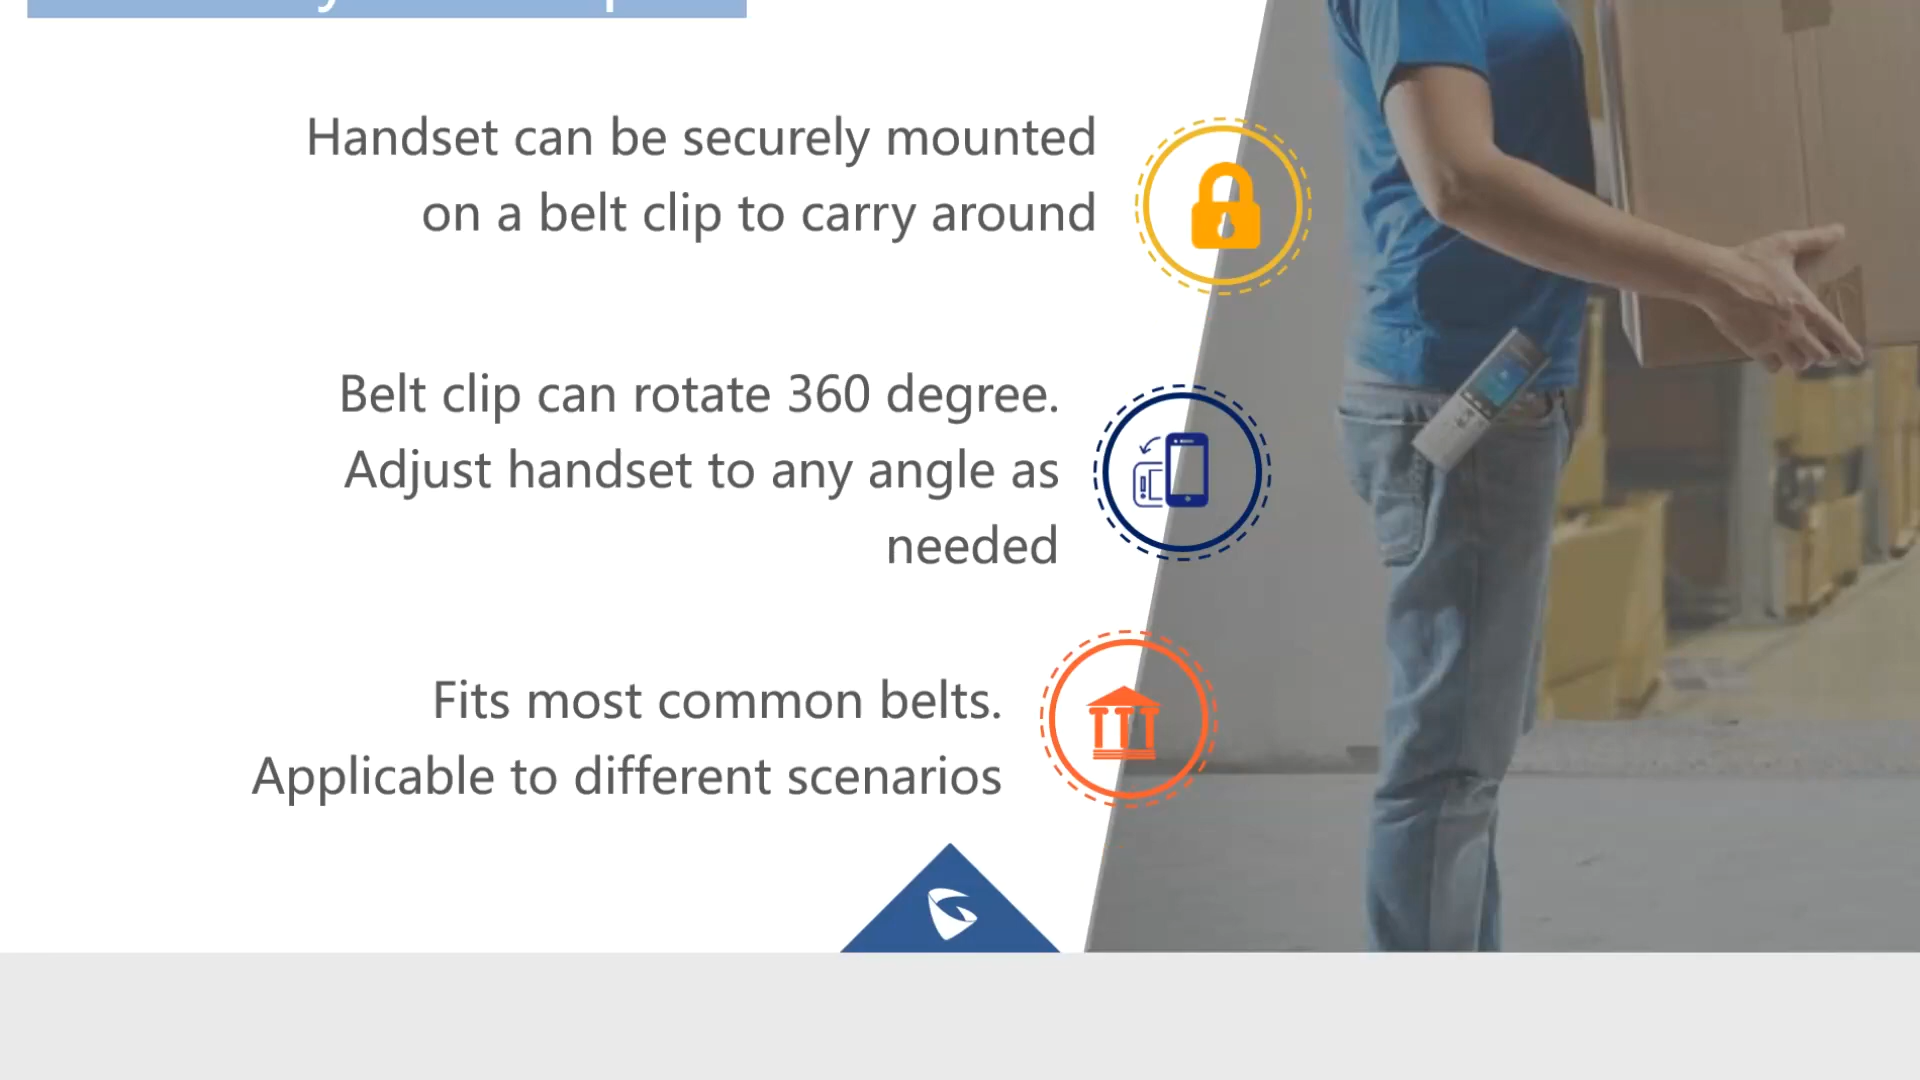 Handset can be securely mounted
on a belt clip to carry around
Belt clip can rotate 360 degree.
Adjust handset to any angle as
needed
Fits most common belts.
Applicable to different scenarios